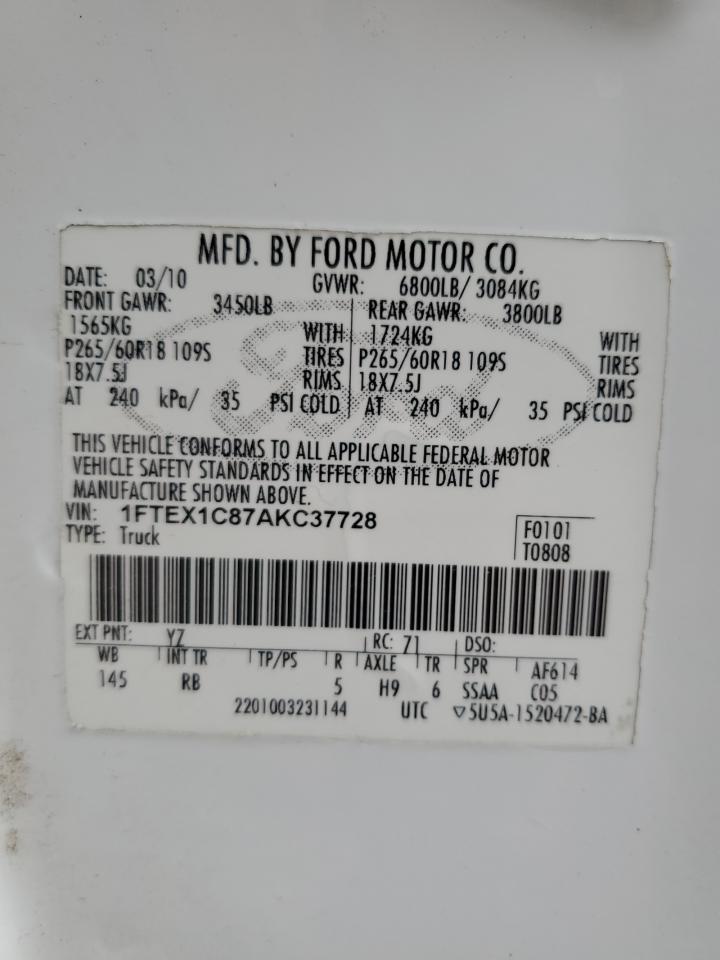 MFD. BY FORD MOTOR CO.
DATE: 03/10 GVWR: 6800LB/ 3084KG
FRONT GAWR: 3450LB REAR GAWR: 3800LB
1565KG WITH 1724KG WITH
P265/60R18 109S TIRES P265/60R18 109S TIRES
18X7.5J RIMS 18X7.5J RIMS
AT 240 kPa/ 35 PSI COLD AT 240 kPa/ 35 PSI COLD
THIS VEHICLE CONFORMS TO ALL APPLICABLE FEDERAL MOTOR
VEHICLE SAFETY STANDARDS IN EFFECT ON THE DATE OF
MANUFACTURE SHOWN ABOVE.
VIN: 1FTEX1C87AKC37728 F0101
TYPE: Truck T0808
EXT PNT: YZ RC: 71 DSO:
WB INT TR TP/PS R AXLE TR SPR AF614
145 RB 5 H9 6 SSAA C05
2201003231144 UTC ▽5U5A-1520472-BA